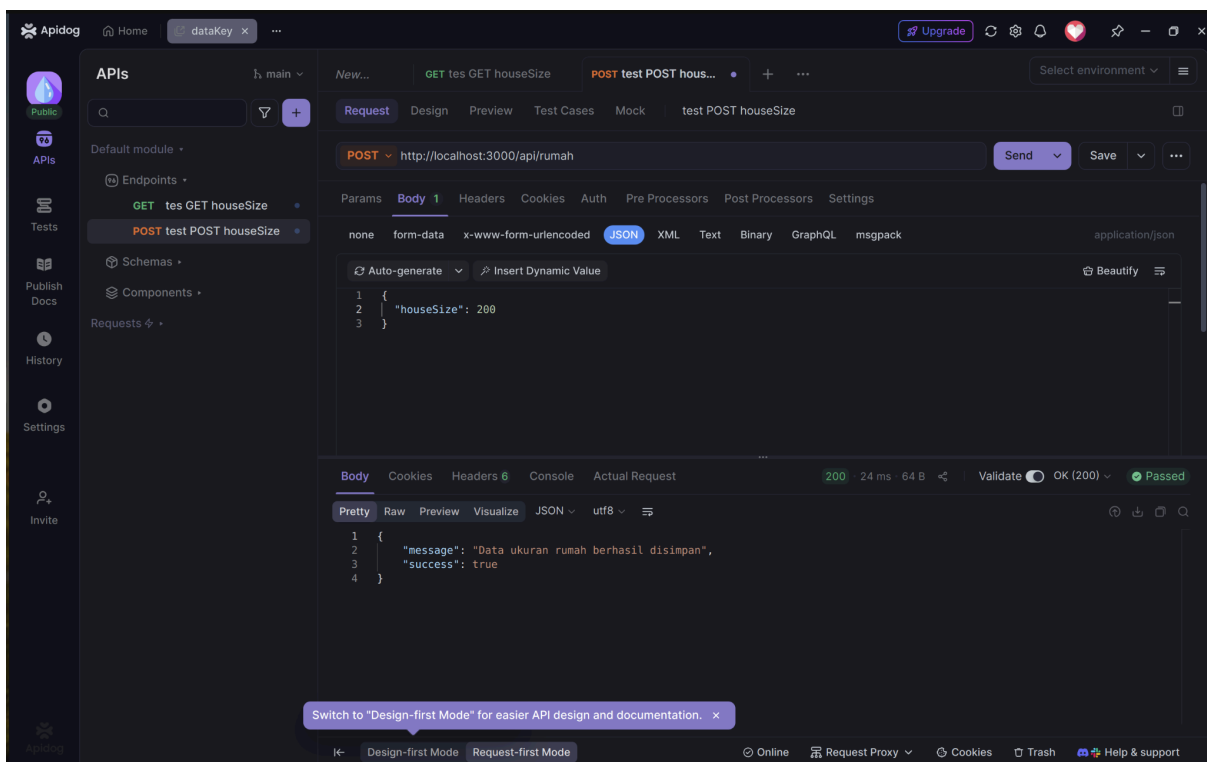 Apidog Home dataKey × ··· Upgrade
Public
APIs
Tests
Publish
Docs
History
Settings
Invite
Apidog
APIs main
Default module
Endpoints
GET tes GET houseSize
POST test POST houseSize
Schemas
Components
Requests
New... GET tes GET houseSize POST test POST hous... + ··· Select environment
Request Design Preview Test Cases Mock test POST houseSize
POST http://localhost:3000/api/rumah Send Save ···
Params Body 1 Headers Cookies Auth Pre Processors Post Processors Settings
none form-data x-www-form-urlencoded JSON XML Text Binary GraphQL msgpack application/json
Auto-generate Insert Dynamic Value Beautify
1 {
2 "houseSize": 200
3 }
Body Cookies Headers 6 Console Actual Request 200 · 24 ms · 64 B Validate OK (200) Passed
Pretty Raw Preview Visualize JSON utf8
1 {
2 "message": "Data ukuran rumah berhasil disimpan",
3 "success": true
4 }
Switch to "Design-first Mode" for easier API design and documentation. ×
Design-first Mode Request-first Mode Online Request Proxy Cookies Trash Help & support